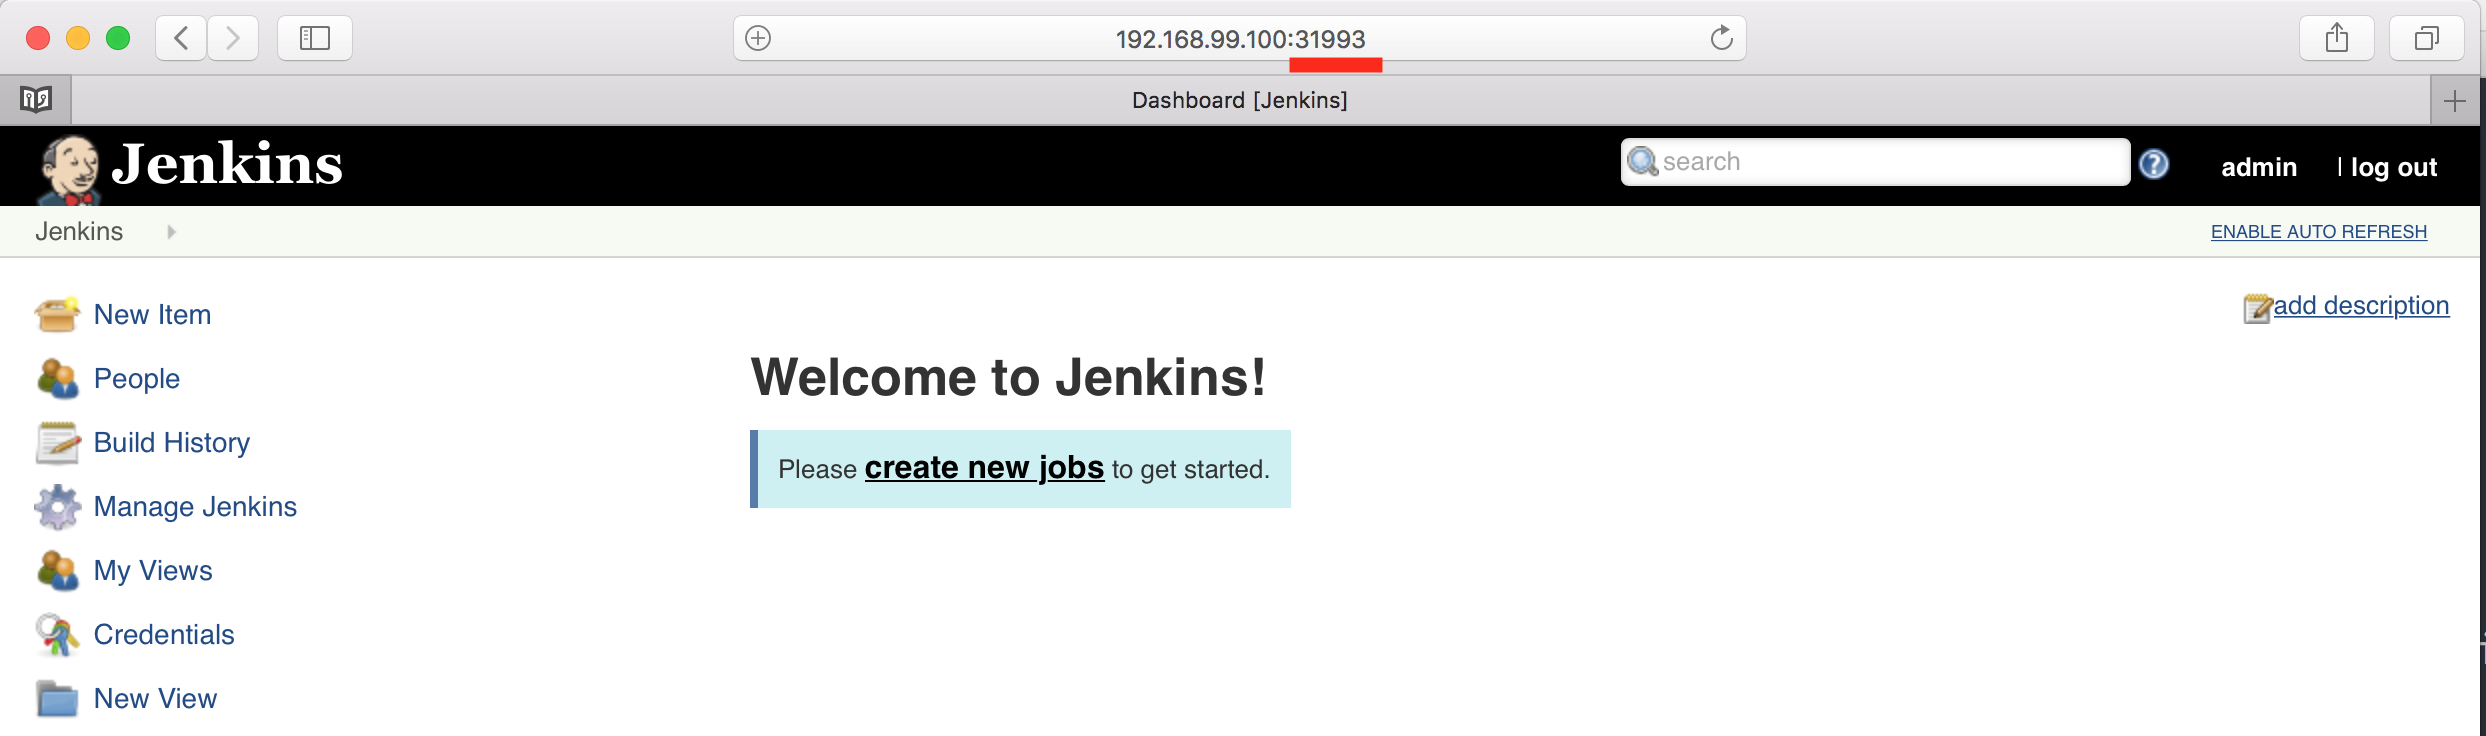 192.168.99.100:31993
Dashboard [Jenkins]
Jenkins
search
admin | log out
Jenkins
ENABLE AUTO REFRESH
New Item
add description
People
Welcome to Jenkins!
Build History
Please create new jobs to get started.
Manage Jenkins
My Views
Credentials
New View